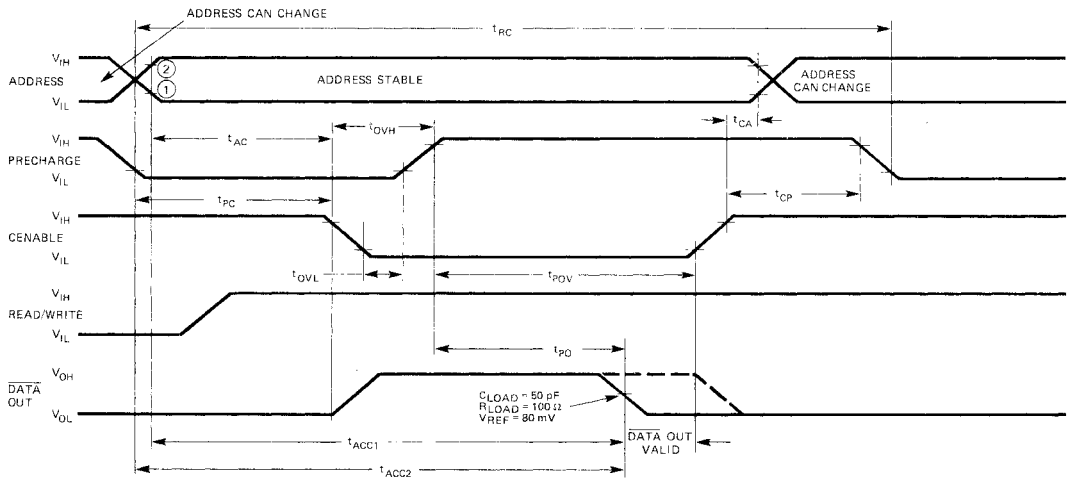 ADDRESS CAN CHANGE
tRC
VIH
ADDRESS
VIL
2
1
ADDRESS STABLE
ADDRESS
CAN CHANGE
tCA
tAC
tOVH
VIH
PRECHARGE
VIL
tPC
tCP
VIH
CENABLE
VIL
tOVL
tPOV
VIH
READ/WRITE
VIL
tPO
VOH
DATA
OUT
VOL
CLOAD = 50 pF
RLOAD = 100 Ω
VREF = 80 mV
tACC1
DATA OUT
VALID
tACC2